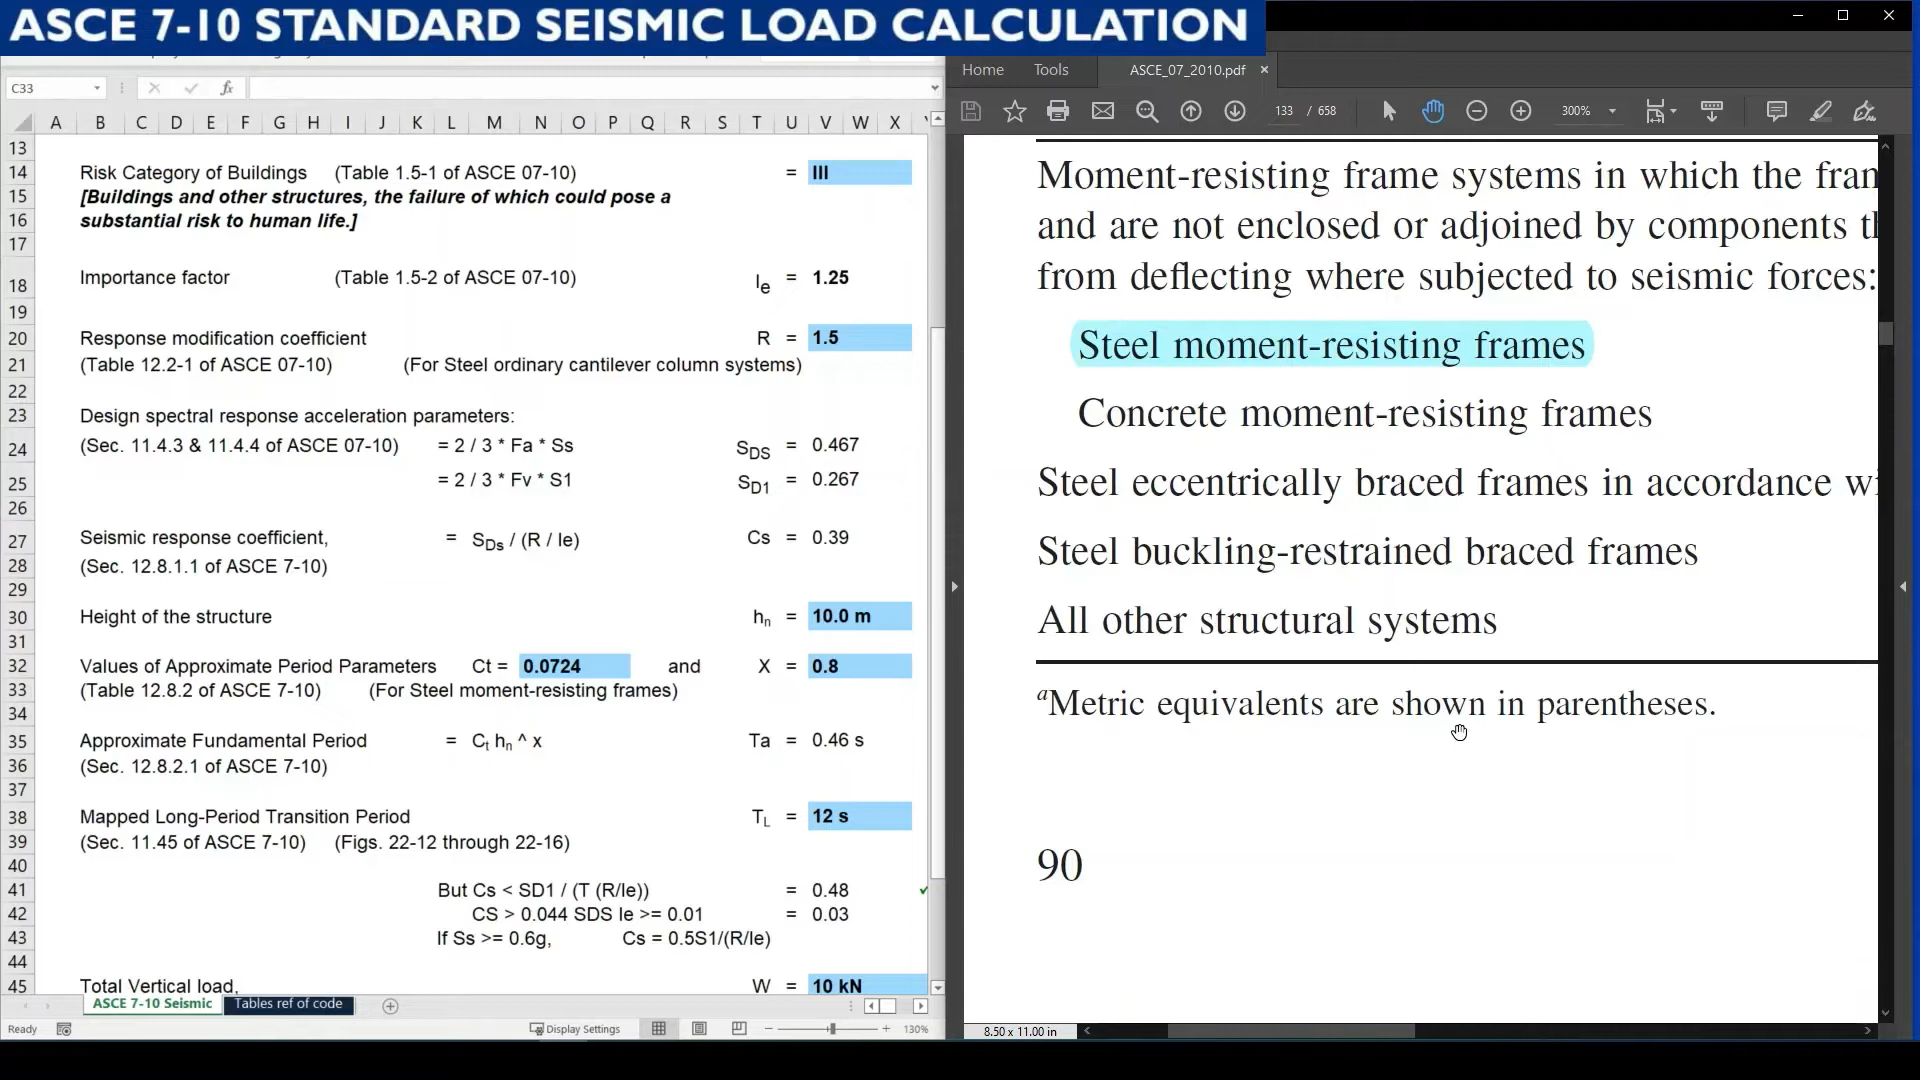 ASCE 7-10 STANDARD SEISMIC LOAD CALCULATION
C33
fx
A B C D E F G H I J K L M N O P Q R S T U V W X
13
14 Risk Category of Buildings (Table 1.5-1 of ASCE 07-10) = III
15 [Buildings and other structures, the failure of which could pose a
16 substantial risk to human life.]
17
18 Importance factor (Table 1.5-2 of ASCE 07-10) Ie = 1.25
19
20 Response modification coefficient R = 1.5
21 (Table 12.2-1 of ASCE 07-10) (For Steel ordinary cantilever column systems)
22
23 Design spectral response acceleration parameters:
24 (Sec. 11.4.3 & 11.4.4 of ASCE 07-10) = 2 / 3 * Fa * Ss SDS = 0.467
25 = 2 / 3 * Fv * S1 SD1 = 0.267
26
27 Seismic response coefficient, = SDs / (R / Ie) Cs = 0.39
28 (Sec. 12.8.1.1 of ASCE 7-10)
29
30 Height of the structure hn = 10.0 m
31
32 Values of Approximate Period Parameters Ct = 0.0724 and X = 0.8
33 (Table 12.8.2 of ASCE 7-10) (For Steel moment-resisting frames)
34
35 Approximate Fundamental Period = Ct hn ^ x Ta = 0.46 s
36 (Sec. 12.8.2.1 of ASCE 7-10)
37
38 Mapped Long-Period Transition Period TL = 12 s
39 (Sec. 11.45 of ASCE 7-10) (Figs. 22-12 through 22-16)
40
41 But Cs < SD1 / (T (R/Ie)) = 0.48
42 CS > 0.044 SDS Ie >= 0.01 = 0.03
43 If Ss >= 0.6g, Cs = 0.5S1/(R/Ie)
44
45 Total Vertical load, W = 10 kN
ASCE 7-10 Seismic Tables ref of code
Ready Display Settings 130%
Home Tools ASCE_07_2010.pdf
133 / 658 300%
Moment-resisting frame systems in which the fran
and are not enclosed or adjoined by components
from deflecting where subjected to seismic forces:
Steel moment-resisting frames
Concrete moment-resisting frames
Steel eccentrically braced frames in accordance
Steel buckling-restrained braced frames
All other structural systems
aMetric equivalents are shown in parentheses.
90
8.50 x 11.00 in